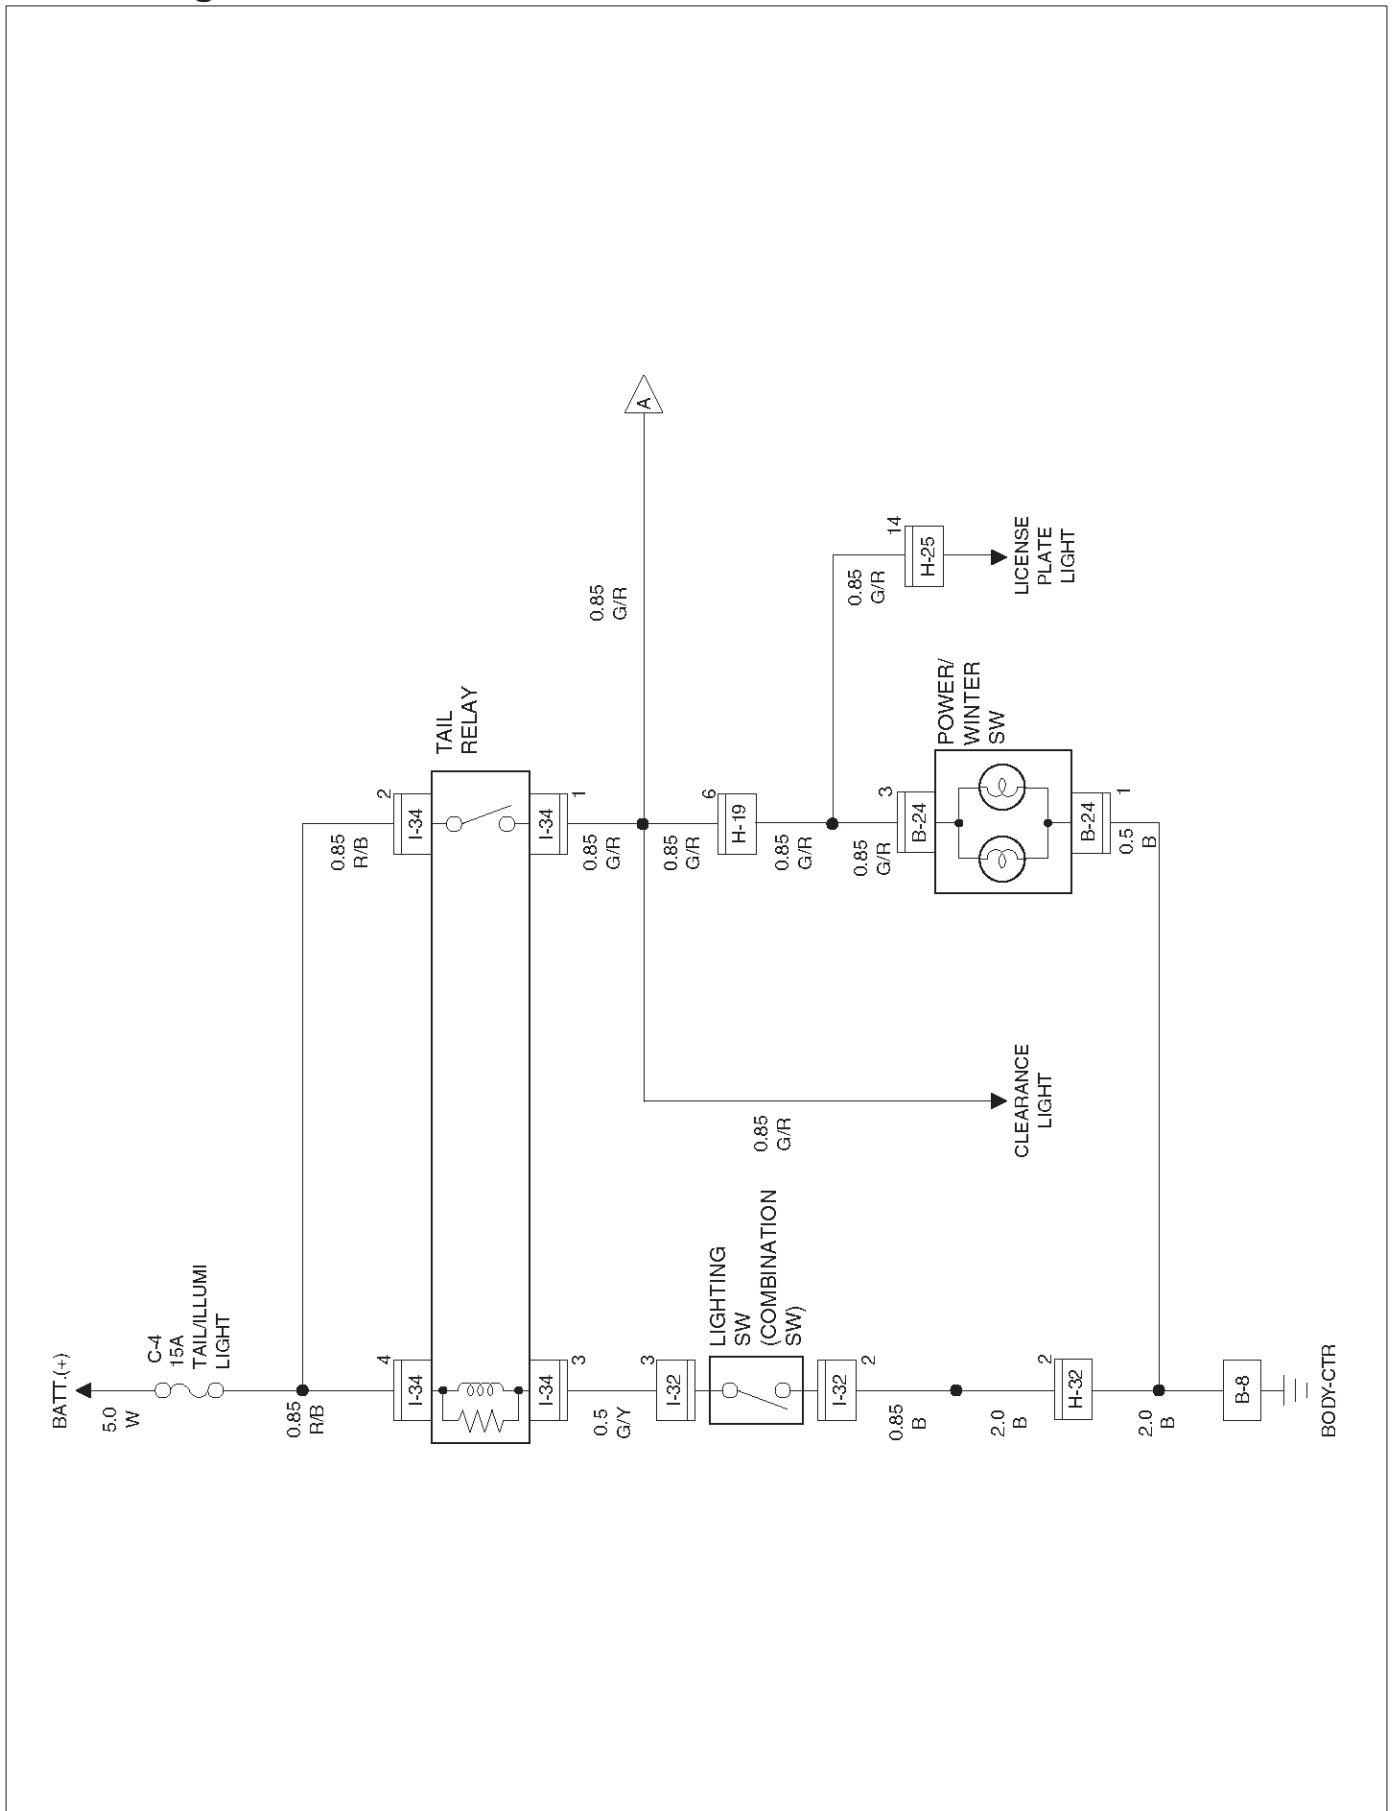 g
BATT.(+)
5.0
W
C-4
15A
TAIL/ILLUMI
LIGHT
0.85
R/B
0.85
R/B
4
I-34
2
I-34
TAIL
RELAY
I-34
3
I-34
1
0.5
G/Y
0.85
G/R
0.85
G/R
A
3
I-32
LIGHTING
SW
(COMBINATION
SW)
I-32
2
0.85
G/R
CLEARANCE
LIGHT
0.85
G/R
6
H-19
0.85
G/R
0.85
G/R
14
H-25
LICENSE
PLATE
LIGHT
0.85
G/R
3
B-24
POWER/
WINTER
SW
B-24
1
0.5
B
0.85
B
2.0
B
2
H-32
2.0
B
B-8
BODY-CTR